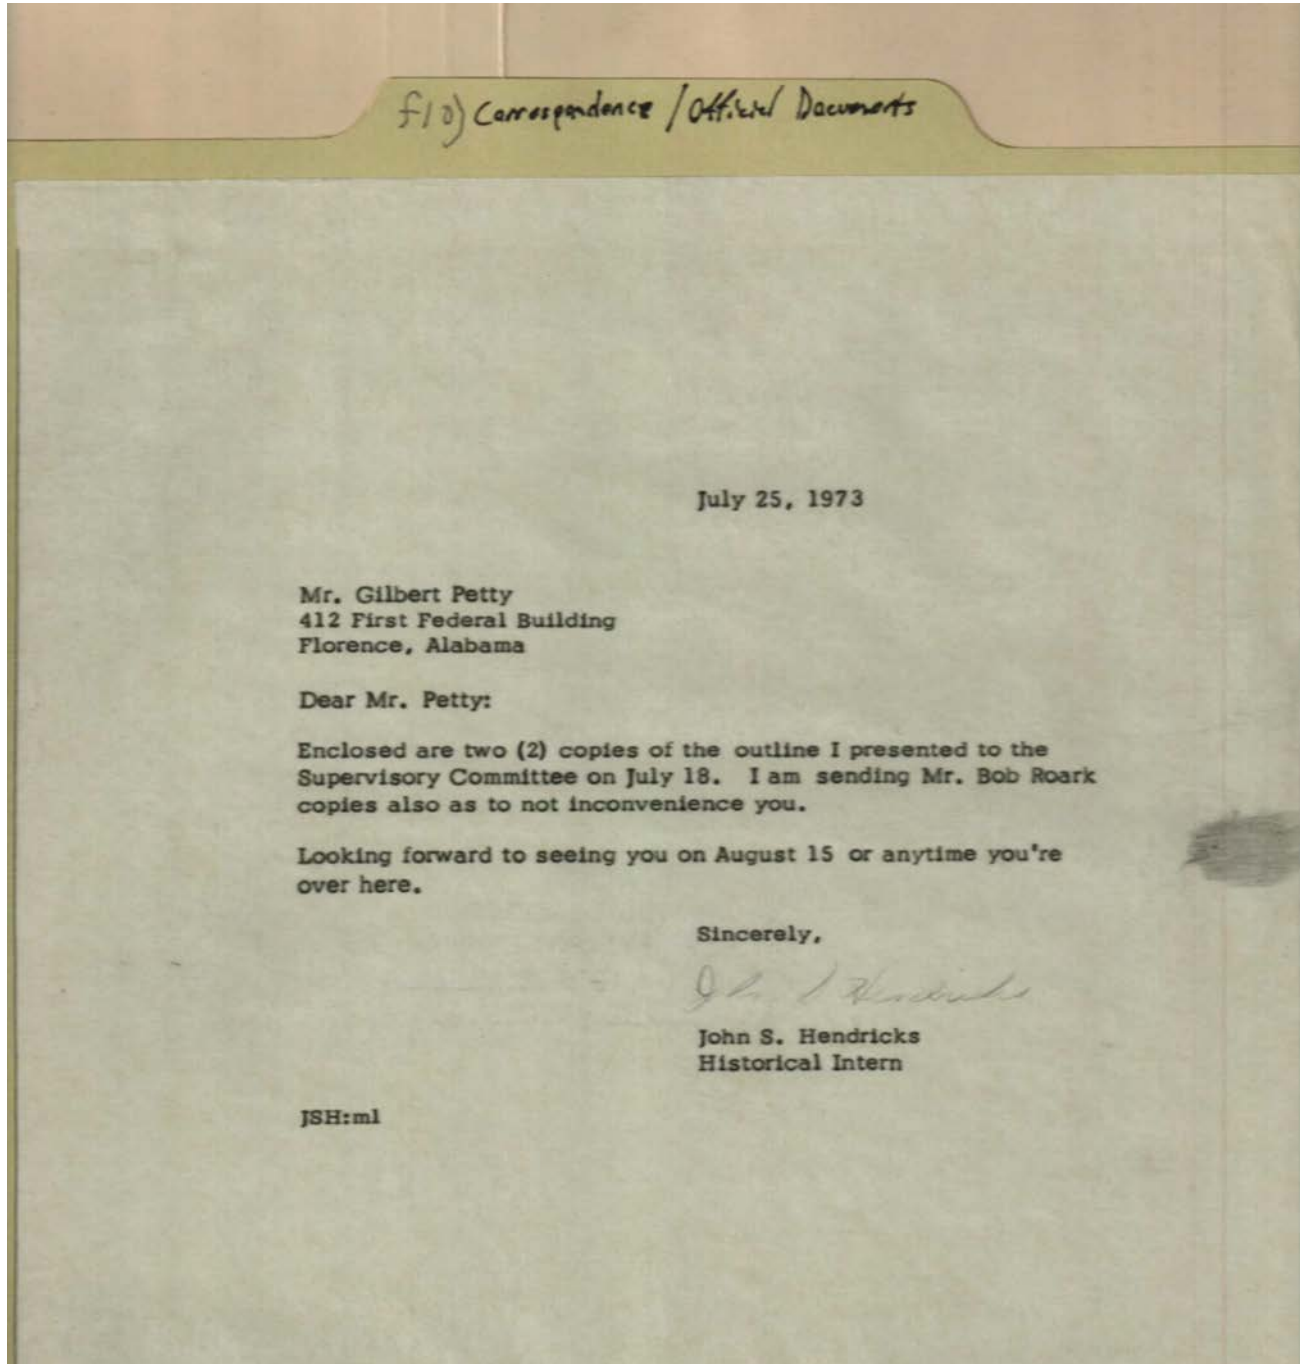 f10) Correspondence / Official Documents
July 25, 1973
Mr. Gilbert Petty
412 First Federal Building
Florence, Alabama
Dear Mr. Petty:
Enclosed are two (2) copies of the outline I presented to the
Supervisory Committee on July 18. I am sending Mr. Bob Roark
copies also as to not inconvenience you.
Looking forward to seeing you on August 15 or anytime you're
over here.
Sincerely,
John S Hendricks
John S. Hendricks
Historical Intern
JSH:ml